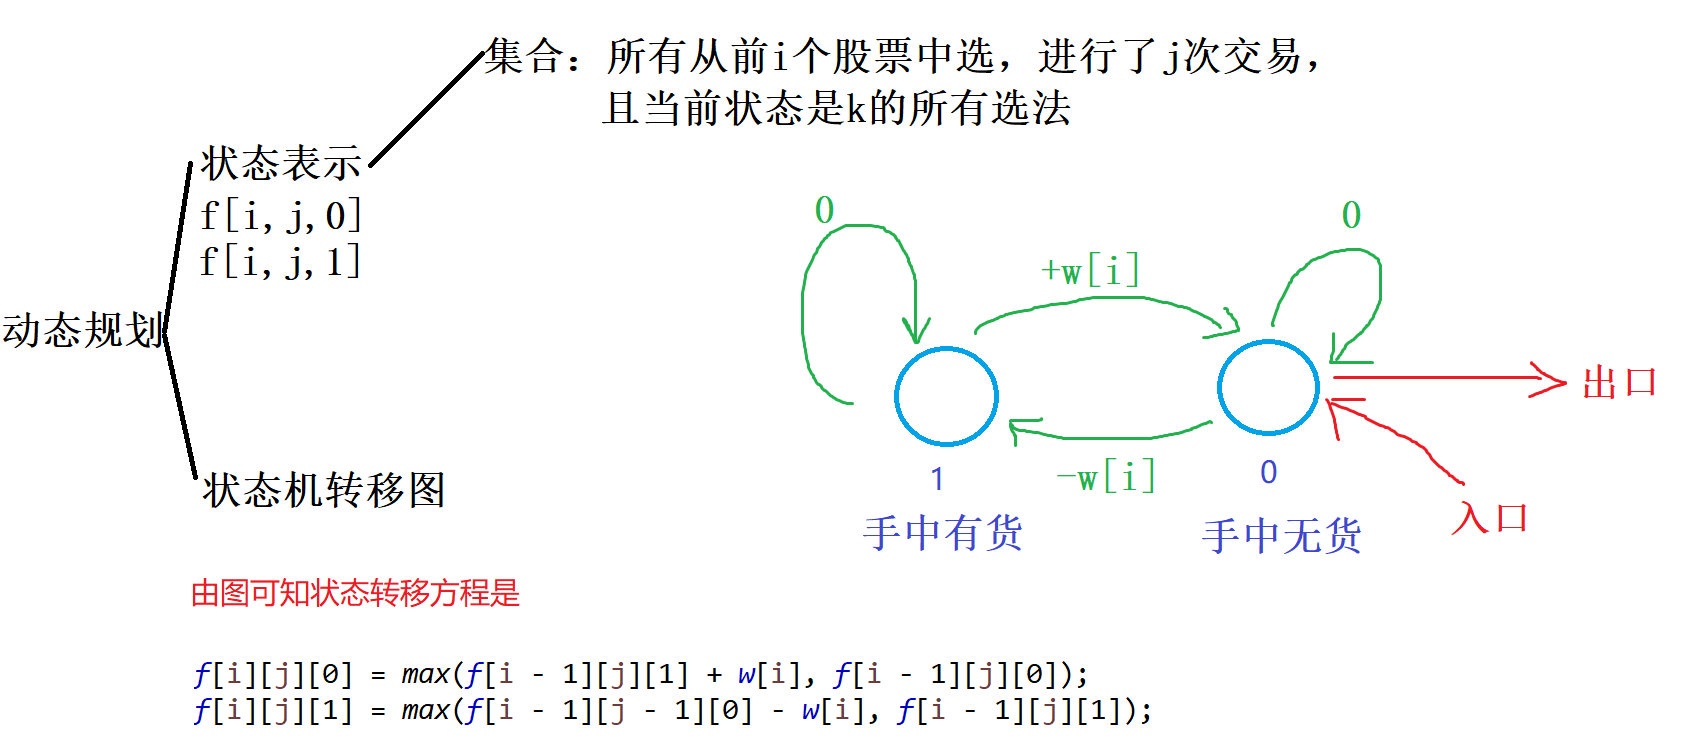 集合：所有从前i个股票中选，进行了j次交易，
且当前状态是k的所有选法
状态表示
f[i,j,0]
f[i,j,1]
动态规划
状态机转移图
0
0
+w[i]
-w[i]
出口
入口
1
0
手中有货
手中无货
由图可知状态转移方程是
f[i][j][0] = max(f[i - 1][j][1] + w[i], f[i - 1][j][0]);
f[i][j][1] = max(f[i - 1][j - 1][0] - w[i], f[i - 1][j][1]);